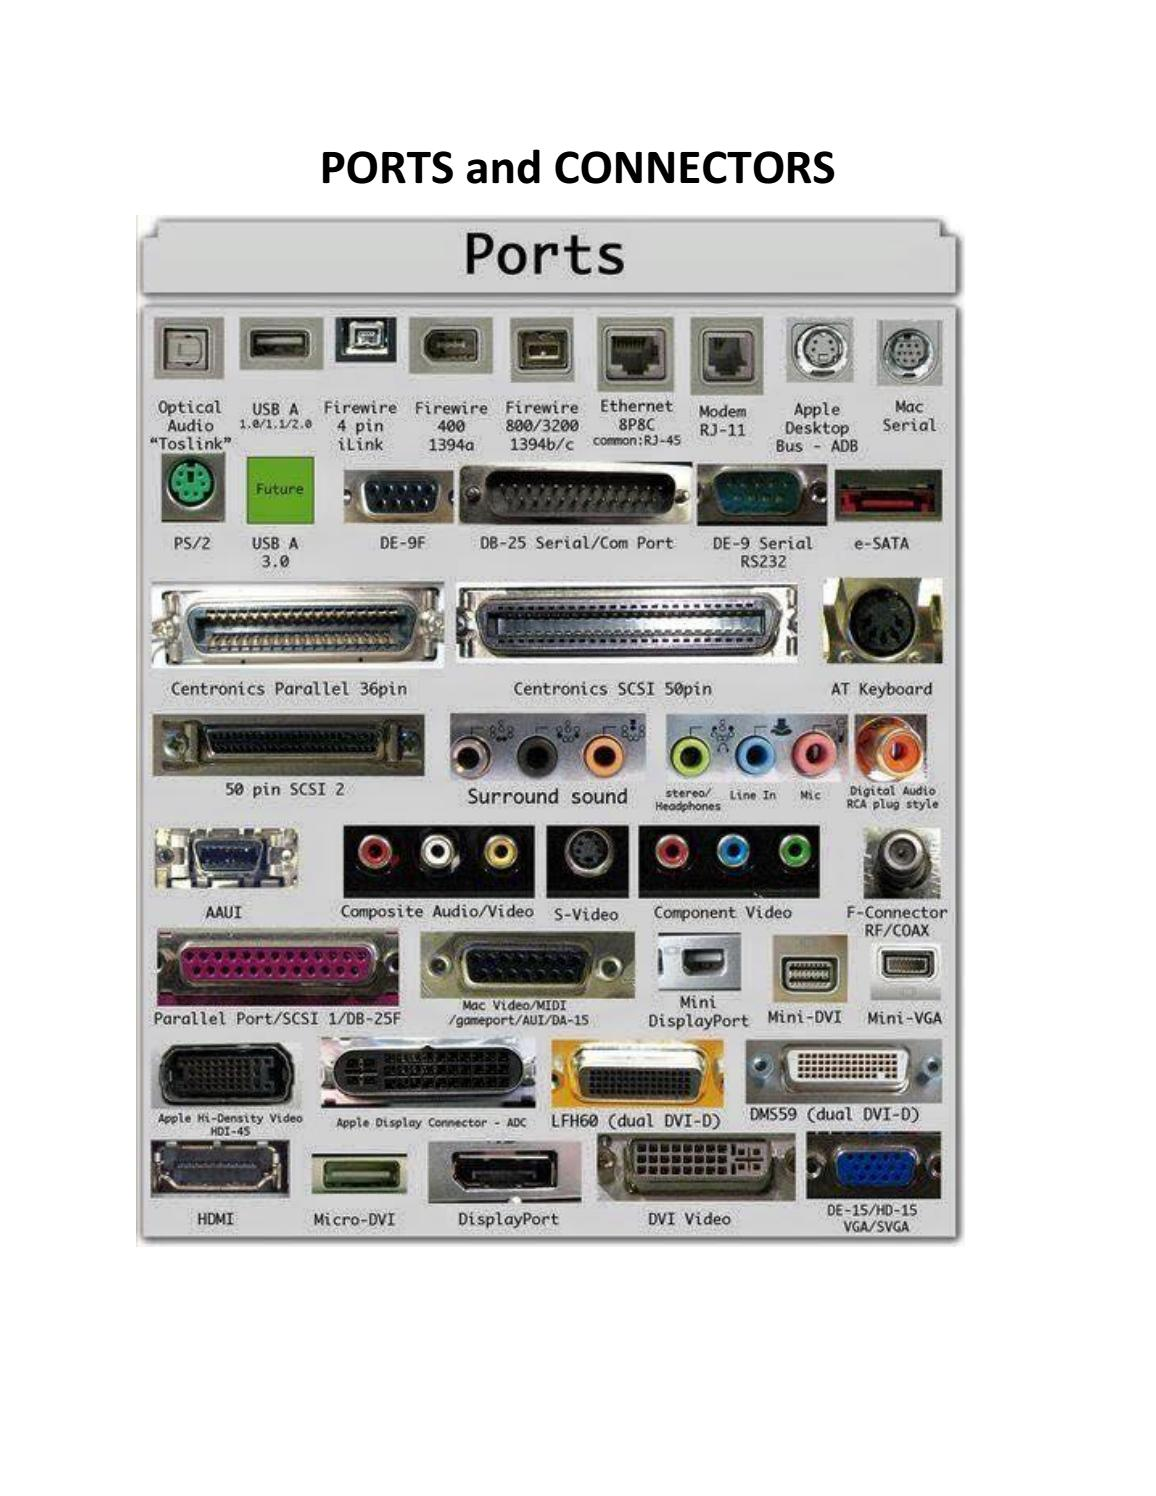 PORTS and CONNECTORS
Ports
Optical
Audio
“Toslink”
USB A
1.0/1.1/2.0
Firewire
4 pin
iLink
Firewire
400
1394a
Firewire
800/3200
1394b/c
Ethernet
8P8C
common:RJ-45
Modem
RJ-11
Apple
Desktop
Bus - ADB
Mac
Serial
PS/2
Future
USB A
3.0
DE-9F
DB-25 Serial/Com Port
DE-9 Serial
RS232
e-SATA
Centronics Parallel 36pin
Centronics SCSI 50pin
AT Keyboard
50 pin SCSI 2
Surround sound
stereo/
Headphones
Line In
Mic
Digital Audio
RCA plug style
AAUI
Composite Audio/Video
S-Video
Component Video
F-Connector
RF/COAX
Parallel Port/SCSI 1/DB-25F
Mac Video/MIDI
/gameport/AUI/DA-15
Mini
DisplayPort
Mini-DVI
Mini-VGA
Apple Hi-Density Video
HDI-45
Apple Display Connector - ADC
LFH60 (dual DVI-D)
DMS59 (dual DVI-D)
HDMI
Micro-DVI
DisplayPort
DVI Video
DE-15/HD-15
VGA/SVGA